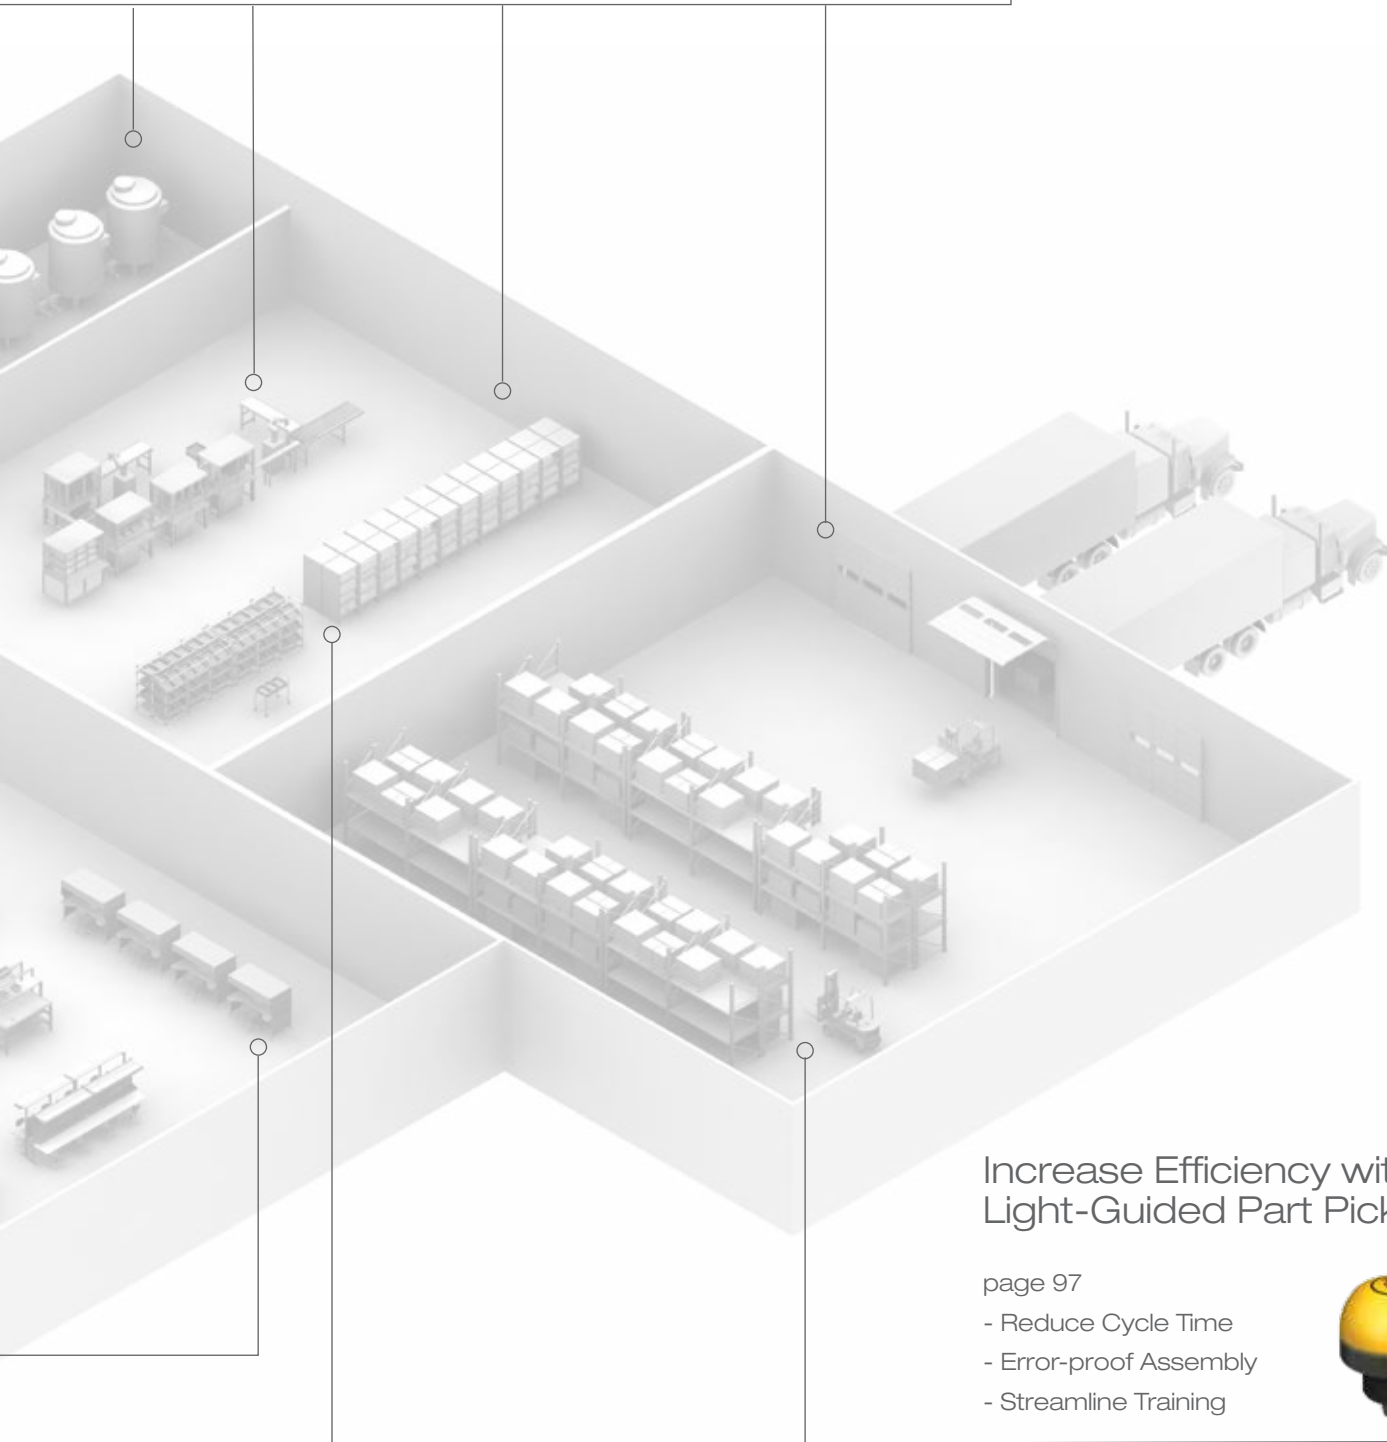 Increase Efficiency wit
Light-Guided Part Pick
page 97
- Reduce Cycle Time
- Error-proof Assembly
- Streamline Training